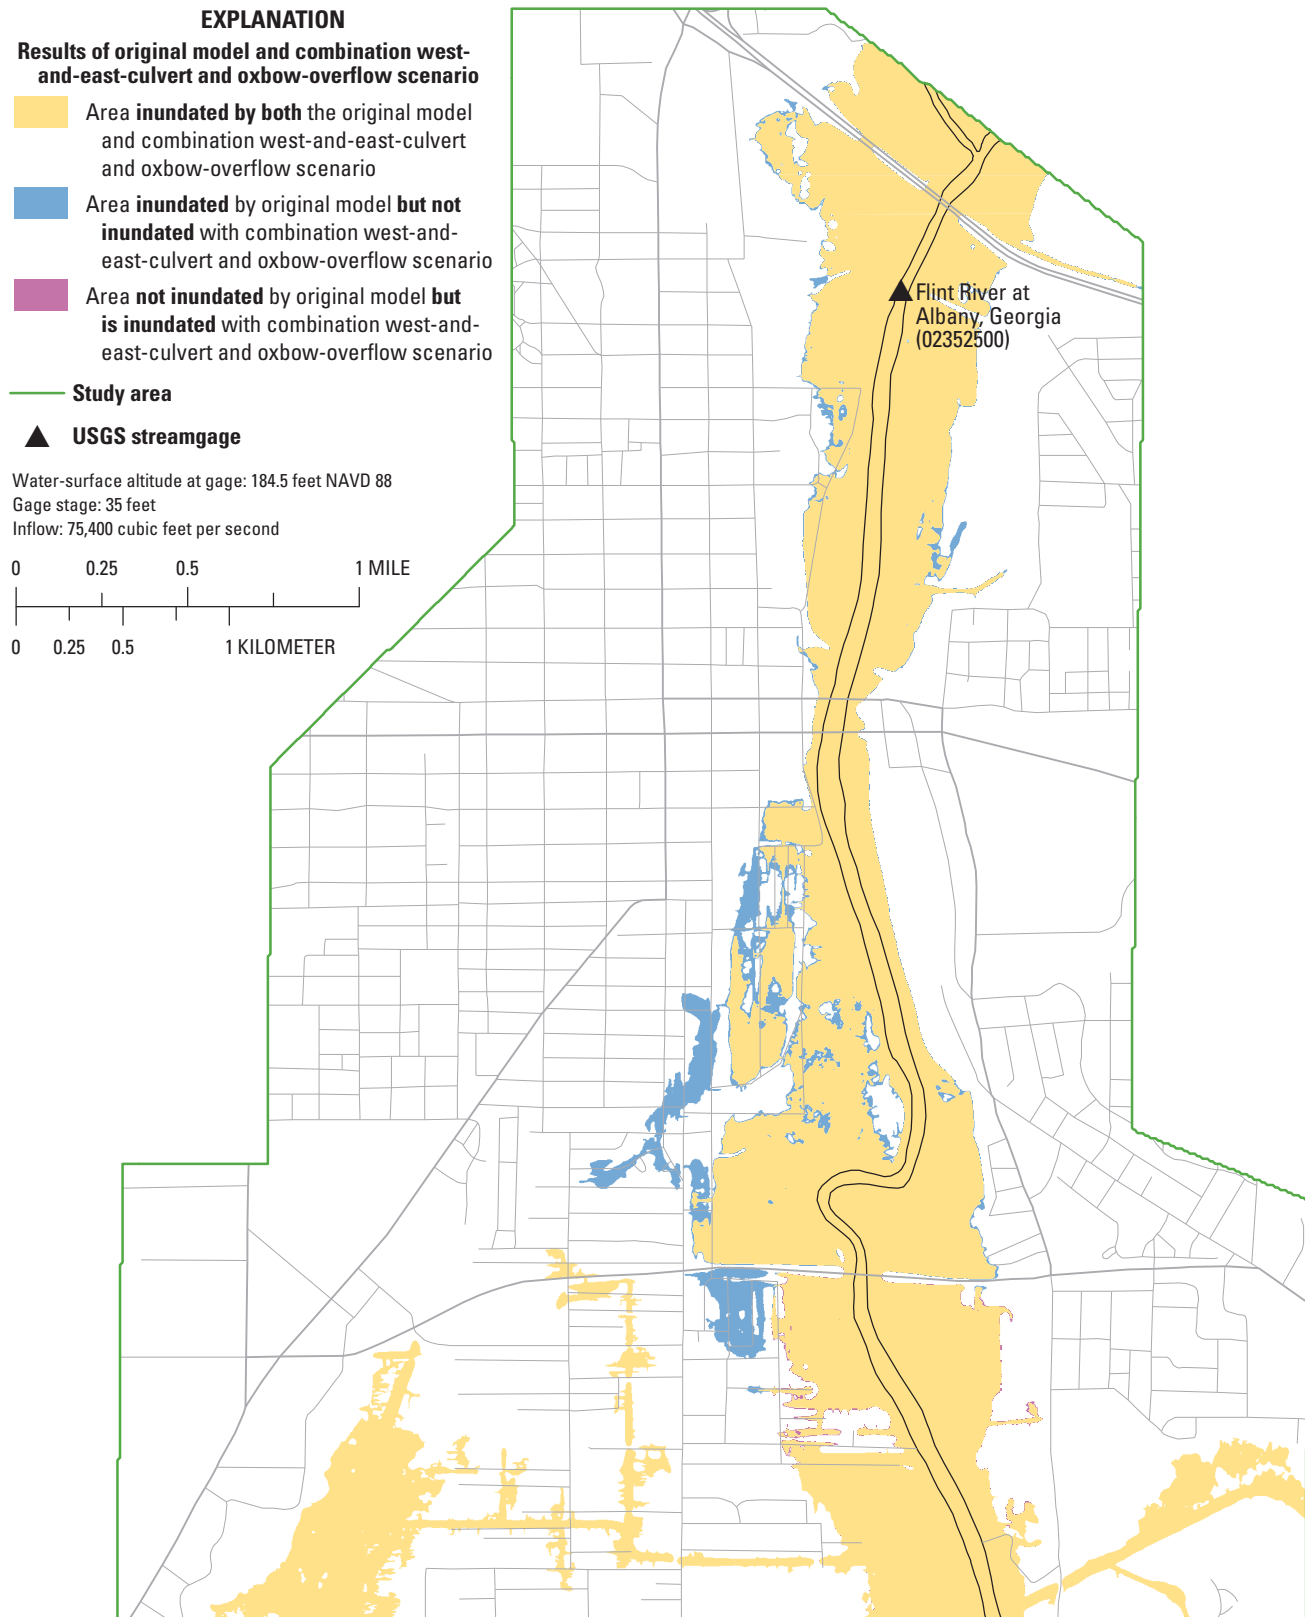 EXPLANATION
Results of original model and combination west-
and-east-culvert and oxbow-overflow scenario
Area inundated by both the original model
and combination west-and-east-culvert
and oxbow-overflow scenario
Area inundated by original model but not
inundated with combination west-and-
east-culvert and oxbow-overflow scenario
Area not inundated by original model but
is inundated with combination west-and-
east-culvert and oxbow-overflow scenario
Study area
USGS streamgage
Water-surface altitude at gage: 184.5 feet NAVD 88
Gage stage: 35 feet
Inflow: 75,400 cubic feet per second
0 0.25 0.5 1 MILE
0 0.25 0.5 1 KILOMETER
Flint River at
Albany, Georgia
(02352500)